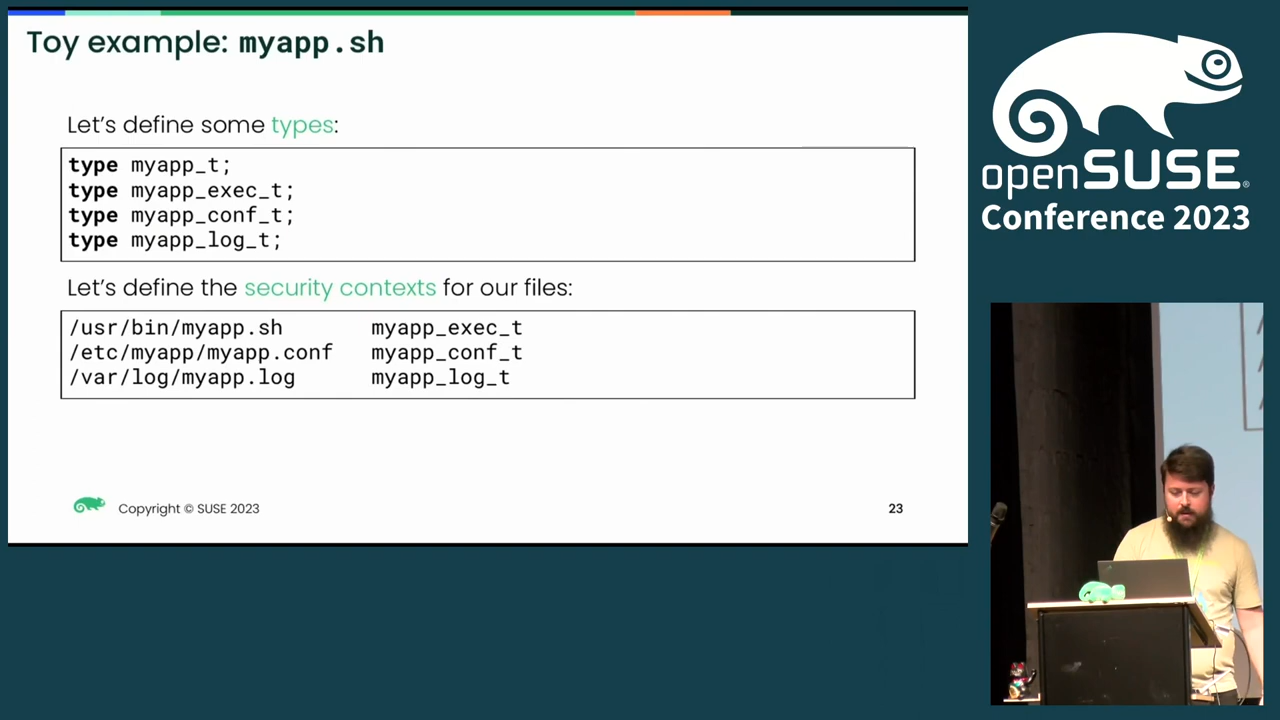 Toy example: myapp.sh
Let's define some types:
type myapp_t;
type myapp_exec_t;
type myapp_conf_t;
type myapp_log_t;
Let's define the security contexts for our files:
/usr/bin/myapp.sh myapp_exec_t
/etc/myapp/myapp.conf myapp_conf_t
/var/log/myapp.log myapp_log_t
Copyright © SUSE 2023
23
openSUSE®
Conference 2023